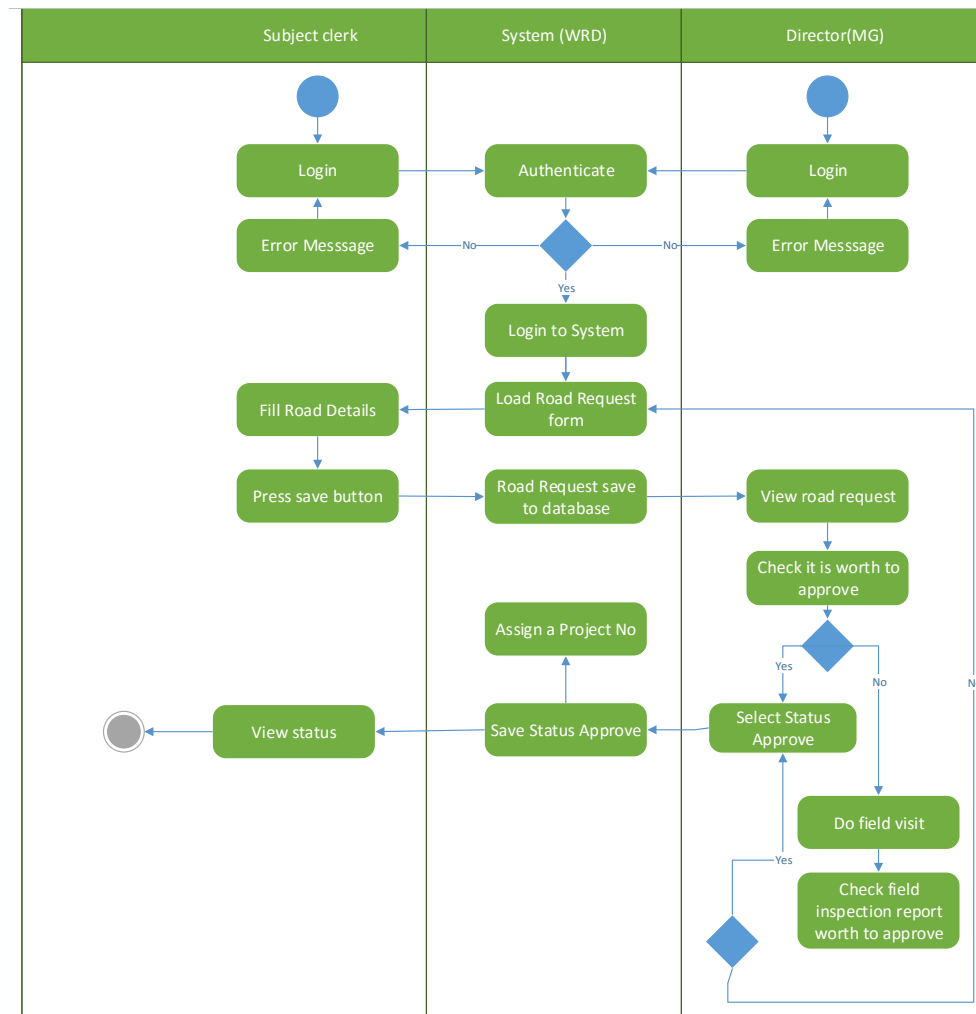 Subject clerk
System (WRD)
Director(MG)
Login
Authenticate
Login
Error Messsage
No
No
Error Messsage
Yes
Login to System
Fill Road Details
Load Road Request
form
Press save button
Road Request save
to database
View road request
Check it is worth to
approve
Assign a Project No
Yes
No
View status
Save Status Approve
Select Status
Approve
Do field visit
Yes
Check field
inspection report
worth to approve